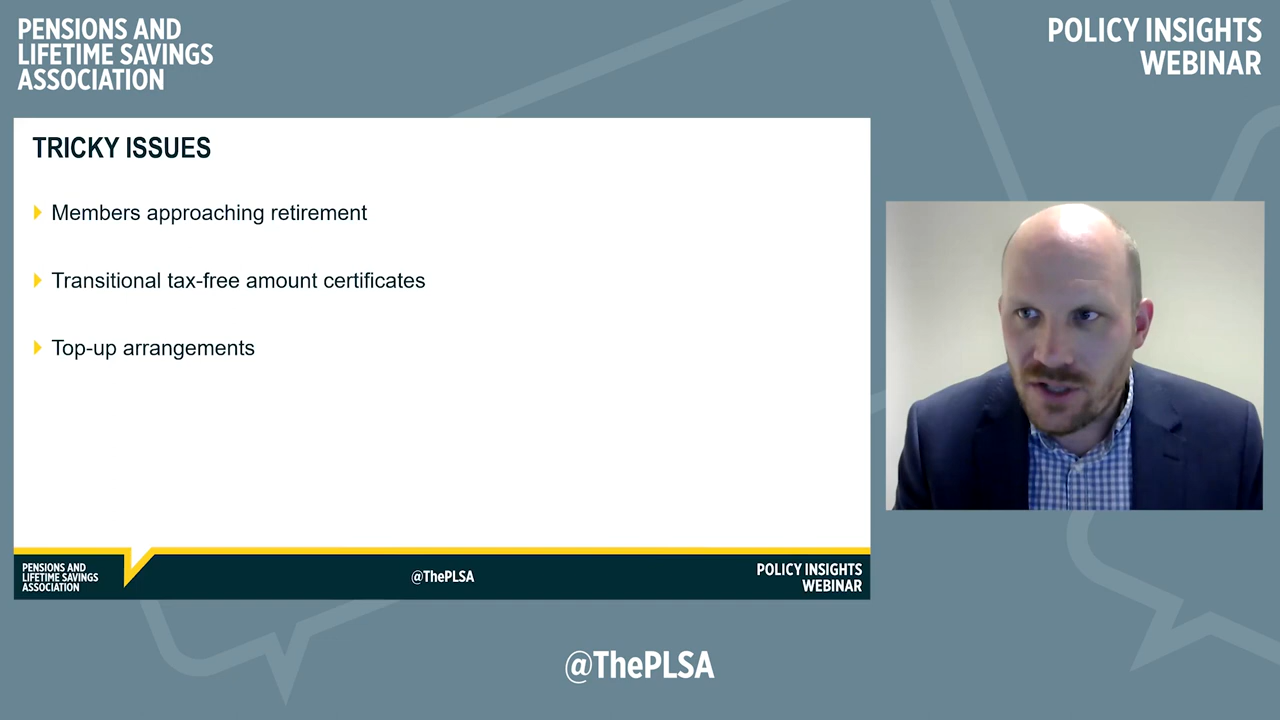 PENSIONS AND
LIFETIME SAVINGS
ASSOCIATION
POLICY INSIGHTS
WEBINAR
TRICKY ISSUES
Members approaching retirement
Transitional tax-free amount certificates
Top-up arrangements
PENSIONS AND
LIFETIME SAVINGS
ASSOCIATION
@ThePLSA
POLICY INSIGHTS
WEBINAR
@ThePLSA